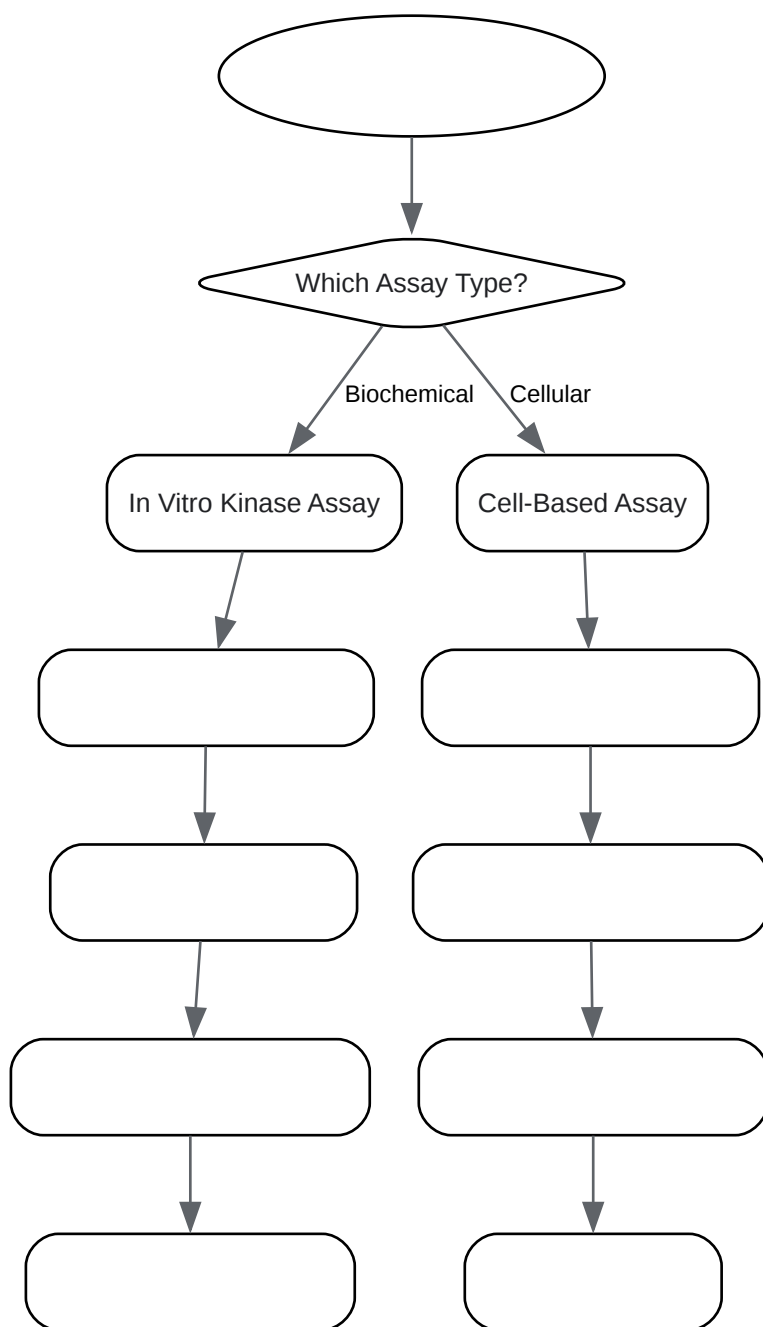 Which Assay Type?
Biochemical
Cellular
In Vitro Kinase Assay
Cell-Based Assay